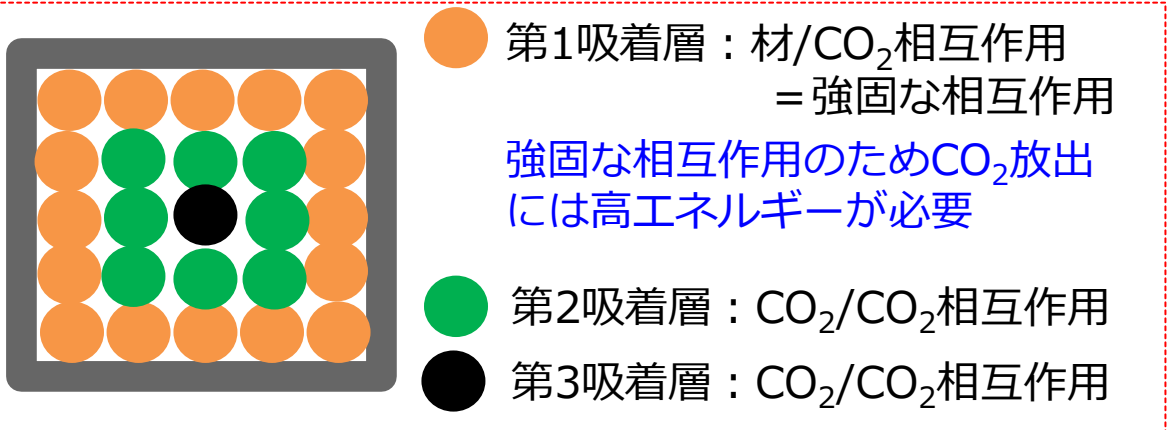 第1吸着層：材/CO₂相互作用
＝強固な相互作用
強固な相互作用のためCO₂放出
には高エネルギーが必要
第2吸着層：CO₂/CO₂相互作用
第3吸着層：CO₂/CO₂相互作用